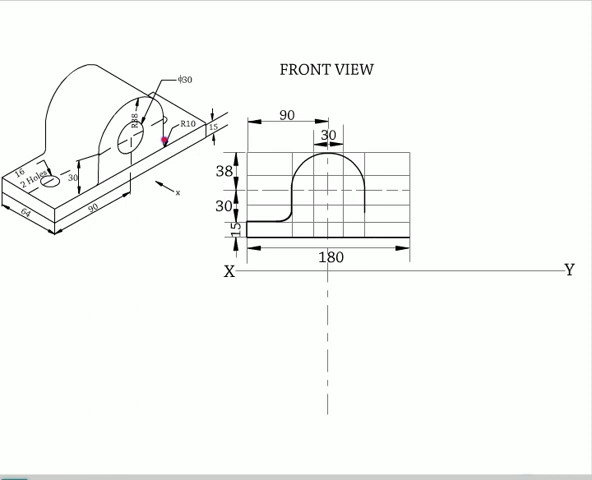 FRONT VIEW
ϕ30
R38
R10
15
16
2 Holes
30
64
90
x
90
30
38
30
15
180
X
Y